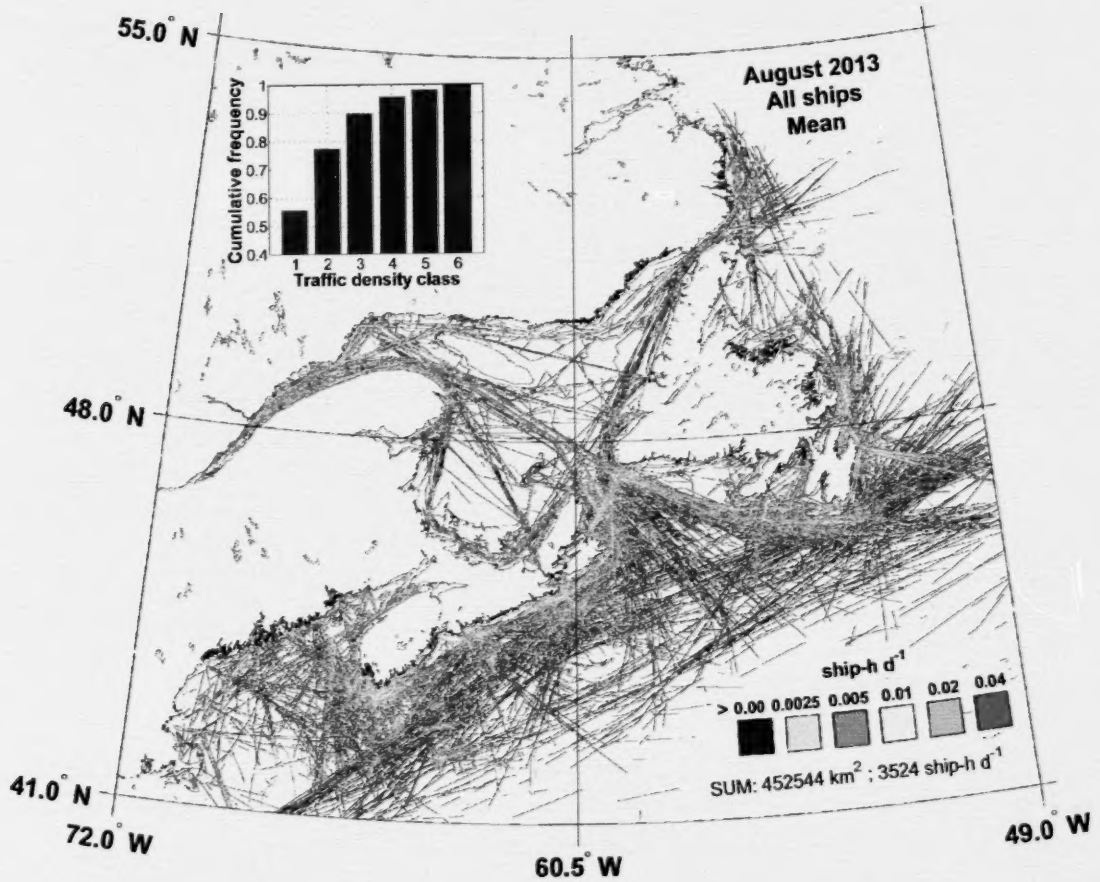 55.0° N
August 2013
All ships
Mean
Cumulative frequency
1
0.9
0.8
0.7
0.6
0.5
0.4
1 2 3 4 5 6
Traffic density class
48.0° N
ship-h d⁻¹
> 0.00 0.0025 0.005 0.01 0.02 0.04
SUM: 452544 km² ; 3524 ship-h d⁻¹
41.0° N
72.0° W
60.5° W
49.0° W